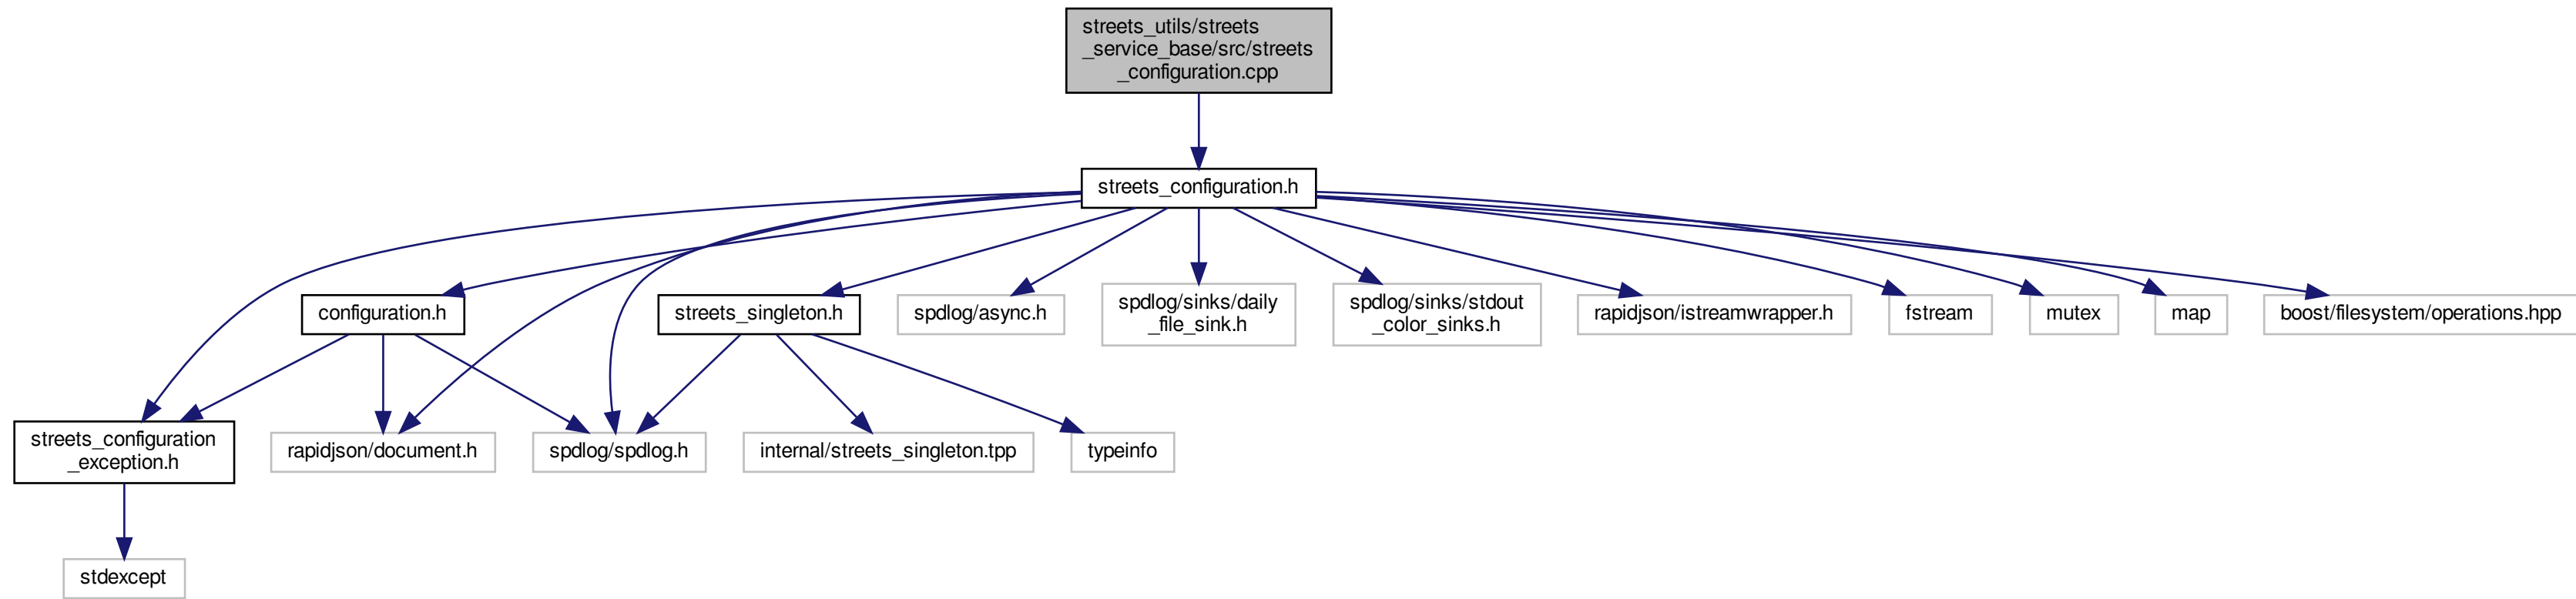 streets_utils/streets
_service_base/src/streets
_configuration.cpp
streets_configuration.h
configuration.h
streets_singleton.h
spdlog/async.h
spdlog/sinks/daily
_file_sink.h
spdlog/sinks/stdout
_color_sinks.h
rapidjson/istreamwrapper.h
fstream
mutex
map
boost/filesystem/operations.hpp
streets_configuration
_exception.h
rapidjson/document.h
spdlog/spdlog.h
internal/streets_singleton.tpp
typeinfo
stdexcept